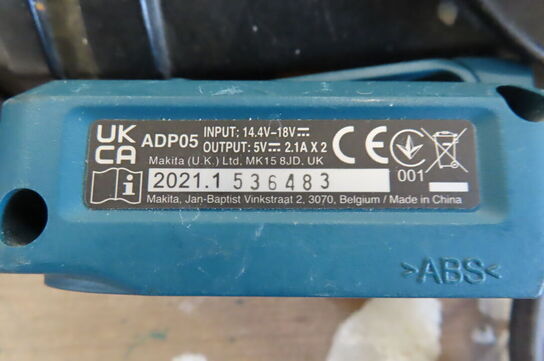 UK
CA
ADP05 INPUT: 14.4V-18V⎓
OUTPUT: 5V⎓ 2.1A X 2
Makita (U.K.) Ltd, MK15 8JD, UK
CE
001
2021.1 536483
Makita, Jan-Baptist Vinkstraat 2, 3070, Belgium / Made in China
>ABS<